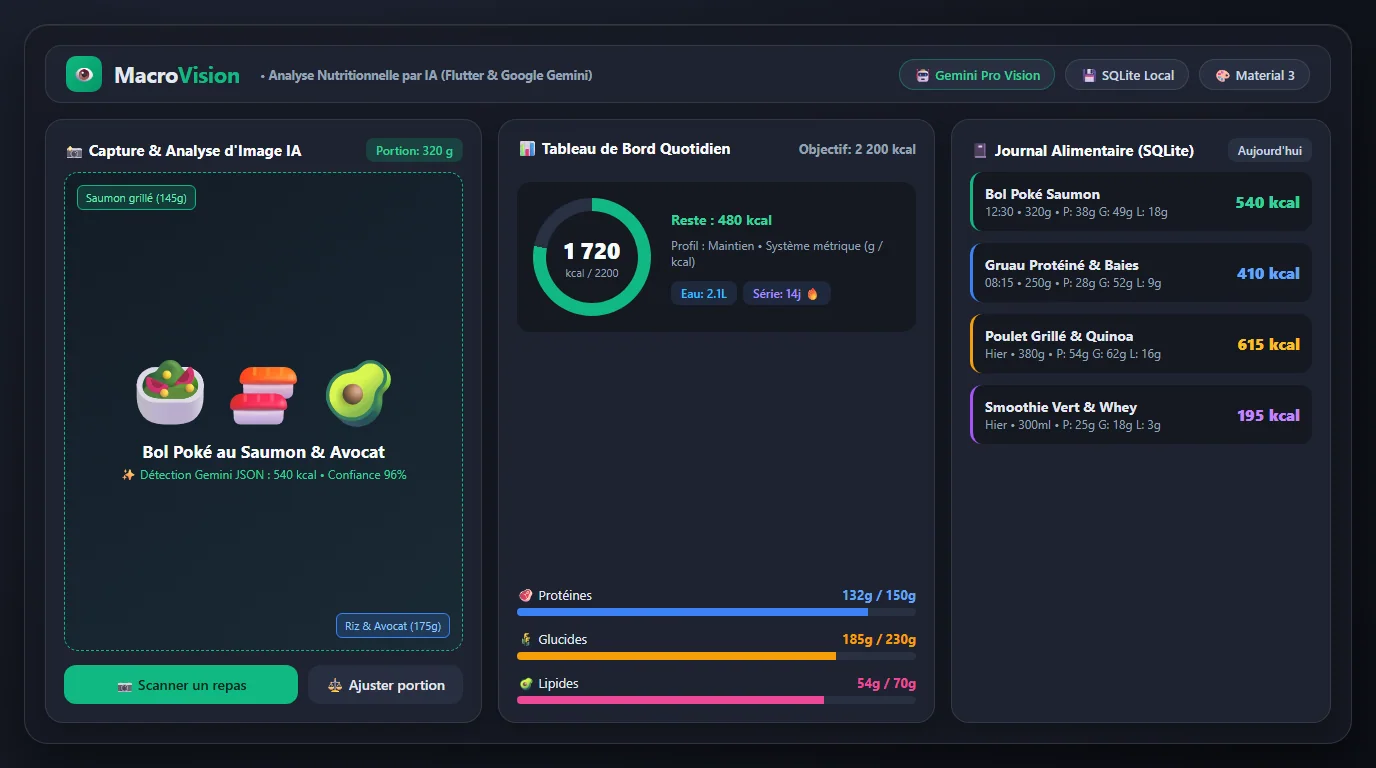 MacroVision • Analyse Nutritionnelle par IA (Flutter & Google Gemini)
Gemini Pro Vision
SQLite Local
Material 3
Capture & Analyse d'Image IA
Portion: 320 g
Saumon grillé (145g)
Bol Poké au Saumon & Avocat
Détection Gemini JSON : 540 kcal • Confiance 96%
Riz & Avocat (175g)
Scanner un repas
Ajuster portion
Tableau de Bord Quotidien
Objectif: 2 200 kcal
1 720
kcal / 2200
Reste : 480 kcal
Profil : Maintien • Système métrique (g /
kcal)
Eau: 2.1L
Série: 14j
Protéines 132g / 150g
Glucides 185g / 230g
Lipides 54g / 70g
Journal Alimentaire (SQLite)
Aujourd'hui
Bol Poké Saumon
12:30 • 320g • P: 38g G: 49g L: 18g
540 kcal
Gruau Protéiné & Baies
08:15 • 250g • P: 28g G: 52g L: 9g
410 kcal
Poulet Grillé & Quinoa
Hier • 380g • P: 54g G: 62g L: 16g
615 kcal
Smoothie Vert & Whey
Hier • 300ml • P: 25g G: 18g L: 3g
195 kcal